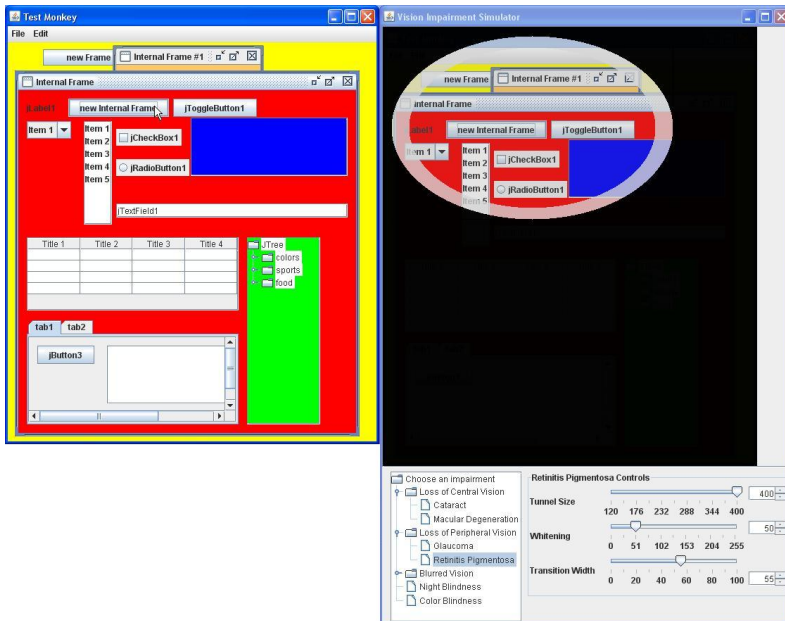 Test Monkey
File Edit
new Frame
Internal Frame #1
Internal Frame
jLabel1
new Internal Frame
jToggleButton1
Item 1
Item 1
Item 2
Item 3
Item 4
Item 5
jCheckBox1
jRadioButton1
jTextField1
Title 1 Title 2 Title 3 Title 4
JTree
colors
sports
food
tab1 tab2
jButton3
Vision Impairment Simulator
new Frame
Internal Frame #1
Internal Frame
Label1
new Internal Frame
jToggleButton1
Item 1
Item 1
Item 2
Item 3
Item 4
Item 5
jCheckBox1
jRadioButton1
Choose an impairment
Loss of Central Vision
Cataract
Macular Degeneration
Loss of Peripheral Vision
Glaucoma
Retinitis Pigmentosa
Blurred Vision
Night Blindness
Color Blindness
Retinitis Pigmentosa Controls
Tunnel Size
120 176 232 288 344 400
400
Whitening
0 51 102 153 204 255
50
Transition Width
0 20 40 60 80 100
55